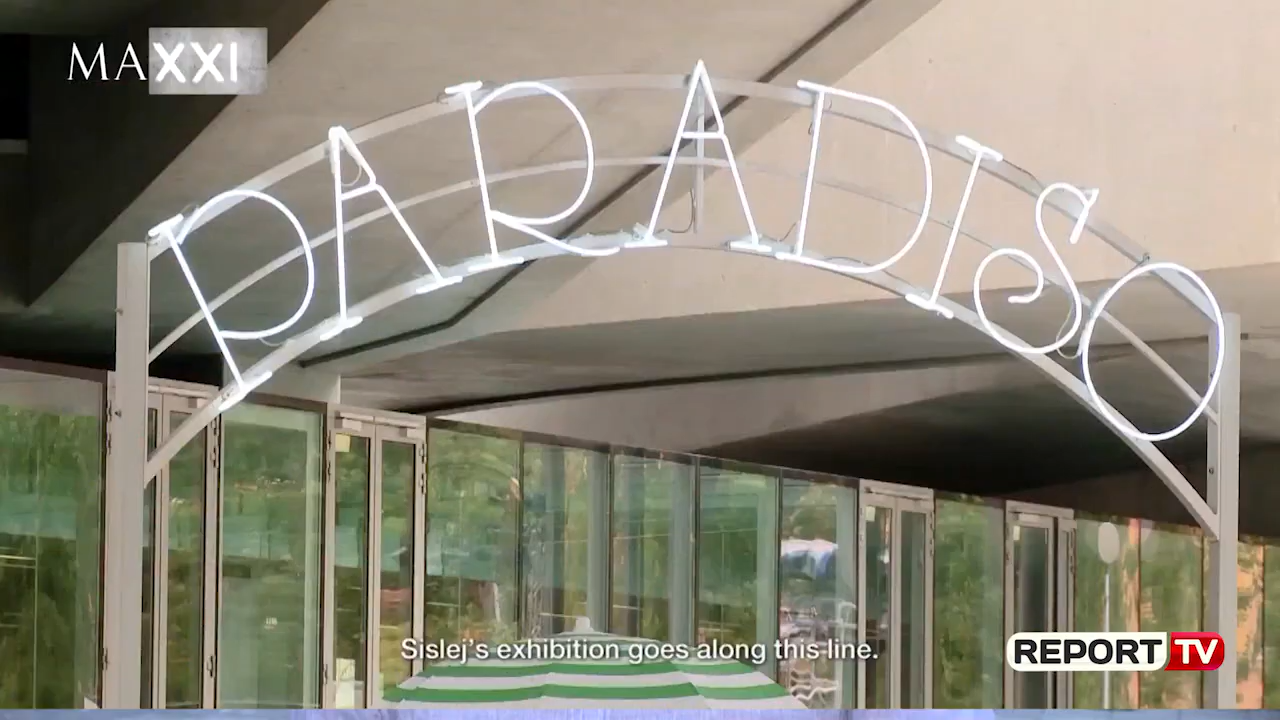 MAXXI
PARADISO
Sislej's exhibition goes along this line.
REPORT TV